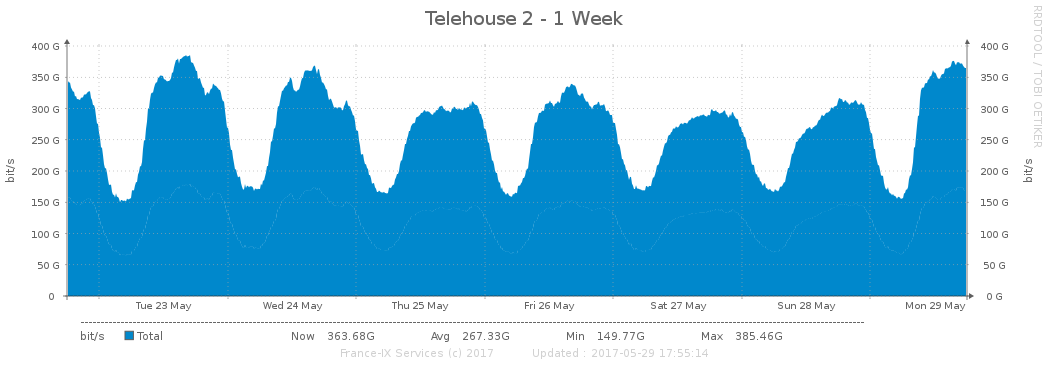 Telehouse 2 - 1 Week
RRDTOOL / TOBI OETIKER
400 G 400 G
350 G 350 G
300 G 300 G
250 G 250 G
200 G 200 G
150 G 150 G
100 G 100 G
50 G 50 G
0 0 G
bit/s bit/s
Tue 23 May Wed 24 May Thu 25 May Fri 26 May Sat 27 May Sun 28 May Mon 29 May
bit/s Total Now 363.68G Avg 267.33G Min 149.77G Max 385.46G
France-IX Services (c) 2017 Updated : 2017-05-29 17:55:14